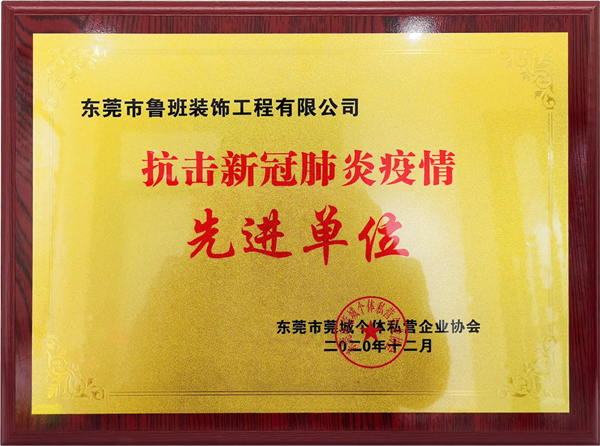 东莞市鲁班装饰工程有限公司
抗击新冠肺炎疫情
先进单位
东莞市莞城个体私营企业协会
二0二0年十二月